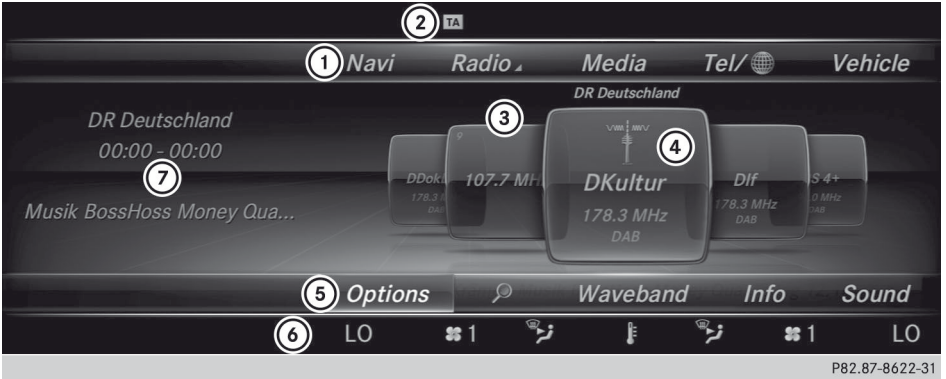 2 TA
1 Navi Radio Media Tel/ Vehicle
DR Deutschland
3
4
DR Deutschland
00:00 - 00:00
7
Musik BossHoss Money Qua...
107.7 MH
DKultur
178.3 MHz
DAB
Dlf
178.3 MHz
DAB
S 4+
DAB
5 Options Waveband Info Sound
6 LO 1 1 LO
P82.87-8622-31